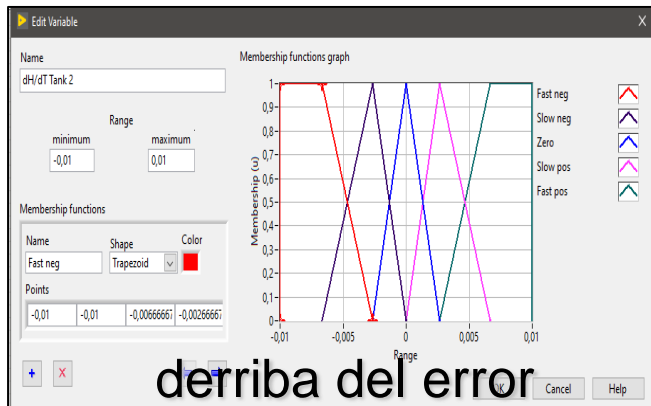 Edit Variable
X
Name
dH/dT Tank 2
Range
minimum
maximum
-0,01
0,01
Membership functions
Name
Shape
Color
Fast neg
Trapezoid
Points
-0,01
-0,01
-0,00666667
-0,00266667
+
X
Membership functions graph
Membership (u)
1-
0,9-
0,8-
0,7-
0,6-
0,5-
0,4-
0,3-
0,2-
0,1-
0-
-0,01
-0,005
0
0,005
0,01
Range
Fast neg
Slow neg
Zero
Slow pos
Fast pos
derriba del error
OK
Cancel
Help